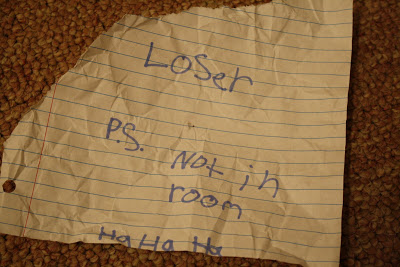 Loser
P.S.
Not in
room
Ha Ha Ha